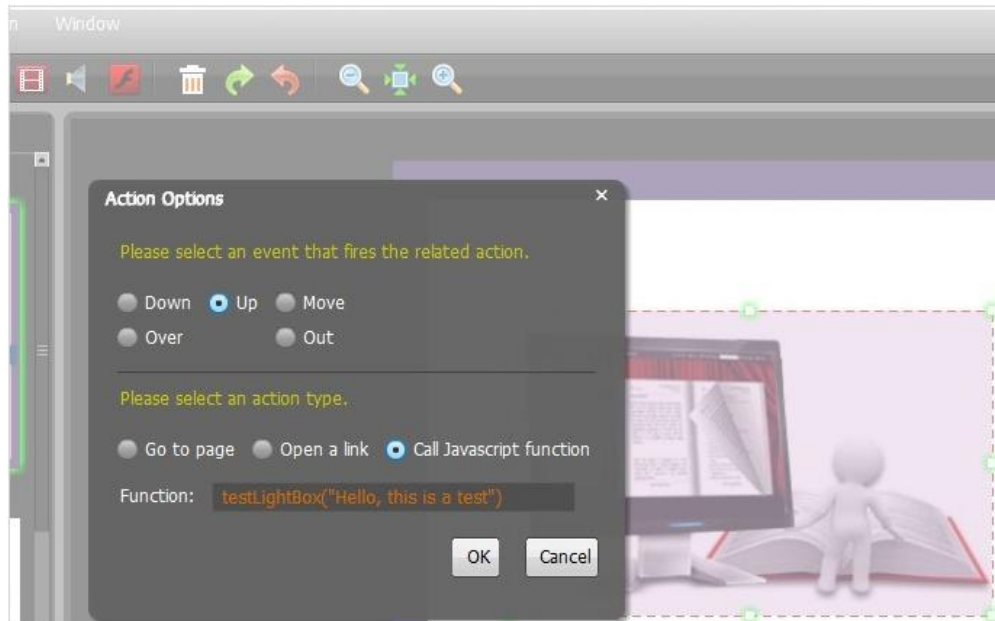 Window
Action Options
Please select an event that fires the related action.
Down Up Move
Over Out
Please select an action type.
Go to page Open a link Call Javascript function
Function: testLightBox("Hello, this is a test")
OK Cancel